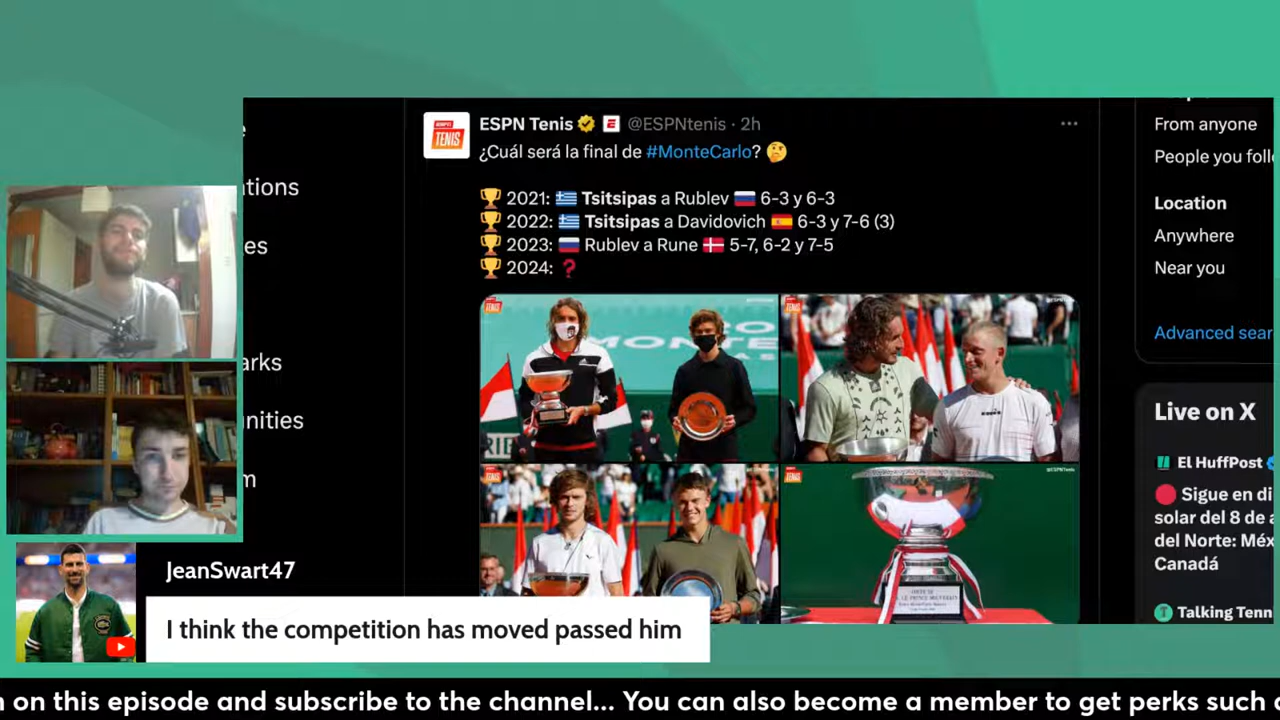 ESPN Tenis @ESPNtenis · 2h
¿Cuál será la final de #MonteCarlo? 🤔
🏆 2021: 🇬🇷 Tsitsipas a Rublev 🇷🇺 6-3 y 6-3
🏆 2022: 🇬🇷 Tsitsipas a Davidovich 🇪🇸 6-3 y 7-6 (3)
🏆 2023: 🇷🇺 Rublev a Rune 🇩🇰 5-7, 6-2 y 7-5
🏆 2024: ❓
TENIS
tions
es
arks
nities
m
From anyone
People you foll
Location
Anywhere
Near you
Advanced sear
Live on X
El HuffPost
🔴 Sigue en di
solar del 8 de a
del Norte: Méx
Canadá
Talking Tenn
JeanSwart47
I think the competition has moved passed him
n on this episode and subscribe to the channel... You can also become a member to get perks such